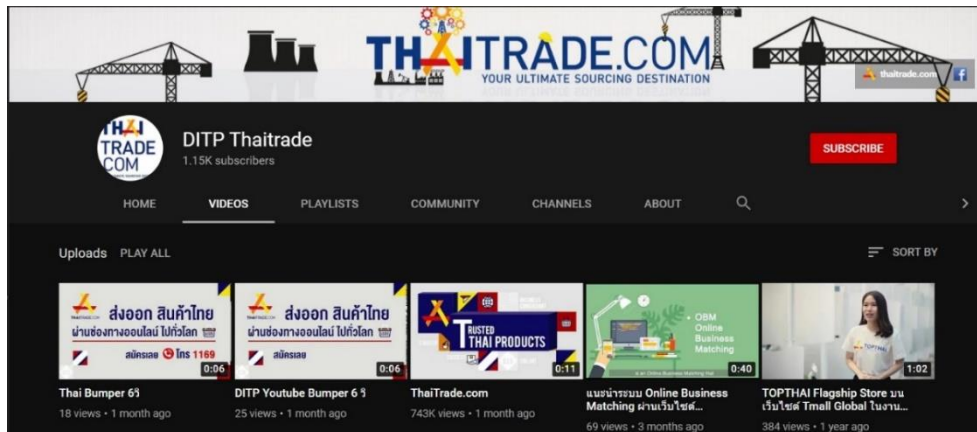 THAITRADE.COM
YOUR ULTIMATE SOURCING DESTINATION
thaitrade.com
THAI
TRADE
COM
DITP Thaitrade
1.15K subscribers
SUBSCRIBE
HOME VIDEOS PLAYLISTS COMMUNITY CHANNELS ABOUT
Uploads PLAY ALL
SORT BY
ส่งออก สินค้าไทย
ผ่านช่องทางออนไลน์ ไปทั่วโลก
สมัครเลย โทร 1169
0:06
ส่งออก สินค้าไทย
ผ่านช่องทางออนไลน์ ไปทั่วโลก
สมัครเลย
0:06
TRUSTED
THAI PRODUCTS
0:11
OBM
Online
Business
Matching
0:40
TOPTHAI
1:02
Thai Bumper 6วิ
18 views • 1 month ago
DITP Youtube Bumper 6 วิ
25 views • 1 month ago
ThaiTrade.com
743K views • 1 month ago
แนะนำระบบ Online Business
Matching ผ่านเว็บไซต์...
69 views • 3 months ago
TOPTHAI Flagship Store บน
เว็บไซต์ Tmall Global ในงาน...
384 views • 1 year ago